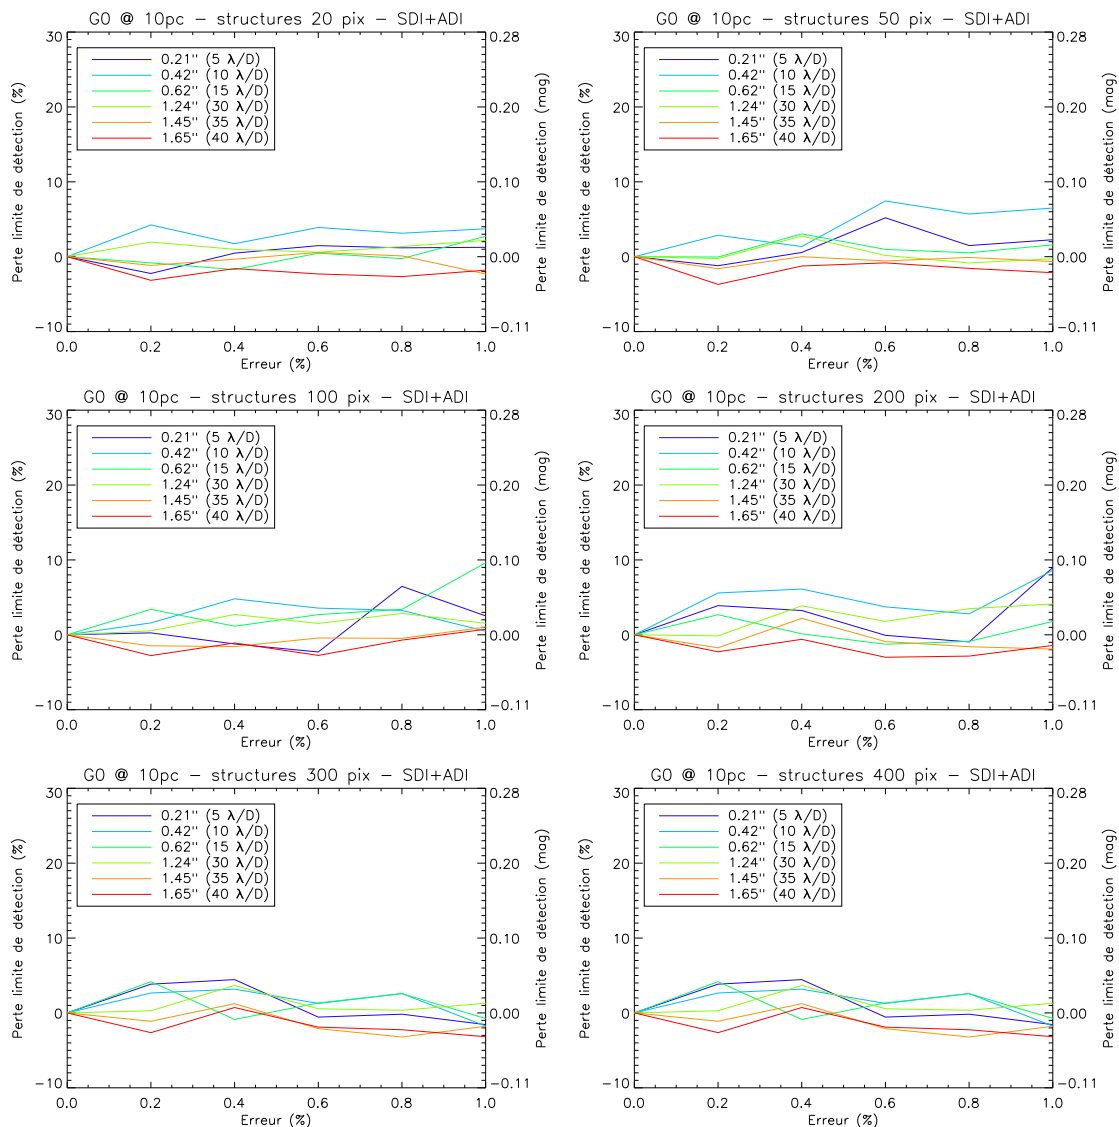 G0 @ 10pc – structures 20 pix – SDI+ADI
30
20
10
0
−10
Perte limite de détection (%)
0.21" (5 λ/D)
0.42" (10 λ/D)
0.62" (15 λ/D)
1.24" (30 λ/D)
1.45" (35 λ/D)
1.65" (40 λ/D)
0.28
0.20
0.10
0.00
−0.11
Perte limite de détection (mag)
0.0 0.2 0.4 0.6 0.8 1.0
Erreur (%)
G0 @ 10pc – structures 50 pix – SDI+ADI
30
20
10
0
−10
Perte limite de détection (%)
0.21" (5 λ/D)
0.42" (10 λ/D)
0.62" (15 λ/D)
1.24" (30 λ/D)
1.45" (35 λ/D)
1.65" (40 λ/D)
0.28
0.20
0.10
0.00
−0.11
Perte limite de détection (mag)
0.0 0.2 0.4 0.6 0.8 1.0
Erreur (%)
G0 @ 10pc – structures 100 pix – SDI+ADI
30
20
10
0
−10
Perte limite de détection (%)
0.21" (5 λ/D)
0.42" (10 λ/D)
0.62" (15 λ/D)
1.24" (30 λ/D)
1.45" (35 λ/D)
1.65" (40 λ/D)
0.28
0.20
0.10
0.00
−0.11
Perte limite de détection (mag)
0.0 0.2 0.4 0.6 0.8 1.0
Erreur (%)
G0 @ 10pc – structures 200 pix – SDI+ADI
30
20
10
0
−10
Perte limite de détection (%)
0.21" (5 λ/D)
0.42" (10 λ/D)
0.62" (15 λ/D)
1.24" (30 λ/D)
1.45" (35 λ/D)
1.65" (40 λ/D)
0.28
0.20
0.10
0.00
−0.11
Perte limite de détection (mag)
0.0 0.2 0.4 0.6 0.8 1.0
Erreur (%)
G0 @ 10pc – structures 300 pix – SDI+ADI
30
20
10
0
−10
Perte limite de détection (%)
0.21" (5 λ/D)
0.42" (10 λ/D)
0.62" (15 λ/D)
1.24" (30 λ/D)
1.45" (35 λ/D)
1.65" (40 λ/D)
0.28
0.20
0.10
0.00
−0.11
Perte limite de détection (mag)
0.0 0.2 0.4 0.6 0.8 1.0
Erreur (%)
G0 @ 10pc – structures 400 pix – SDI+ADI
30
20
10
0
−10
Perte limite de détection (%)
0.21" (5 λ/D)
0.42" (10 λ/D)
0.62" (15 λ/D)
1.24" (30 λ/D)
1.45" (35 λ/D)
1.65" (40 λ/D)
0.28
0.20
0.10
0.00
−0.11
Perte limite de détection (mag)
0.0 0.2 0.4 0.6 0.8 1.0
Erreur (%)